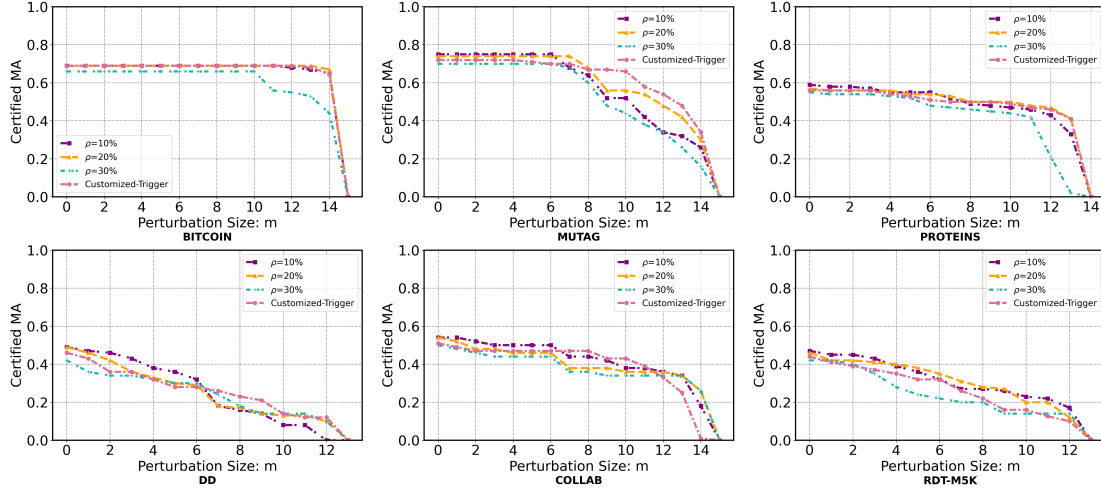 1.0
0.8
0.6
0.4
0.2
0.0
Certified MA
ρ=10%
ρ=20%
ρ=30%
Customized-Trigger
0 2 4 6 8 10 12 14
Perturbation Size: m
BITCOIN
1.0
0.8
0.6
0.4
0.2
0.0
Certified MA
ρ=10%
ρ=20%
ρ=30%
Customized-Trigger
0 2 4 6 8 10 12 14
Perturbation Size: m
MUTAG
1.0
0.8
0.6
0.4
0.2
0.0
Certified MA
ρ=10%
ρ=20%
ρ=30%
Customized-Trigger
0 2 4 6 8 10 12 14
Perturbation Size: m
PROTEINS
1.0
0.8
0.6
0.4
0.2
0.0
Certified MA
ρ=10%
ρ=20%
ρ=30%
Customized-Trigger
0 2 4 6 8 10 12
Perturbation Size: m
DD
1.0
0.8
0.6
0.4
0.2
0.0
Certified MA
ρ=10%
ρ=20%
ρ=30%
Customized-Trigger
0 2 4 6 8 10 12 14
Perturbation Size: m
COLLAB
1.0
0.8
0.6
0.4
0.2
0.0
Certified MA
ρ=10%
ρ=20%
ρ=30%
Customized-Trigger
0 2 4 6 8 10 12
Perturbation Size: m
RDT-M5K